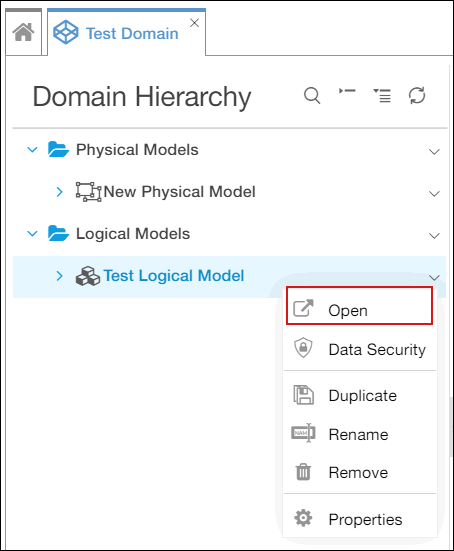 Test Domain
Domain Hierarchy
Physical Models
New Physical Model
Logical Models
Test Logical Model
Open
Data Security
Duplicate
NAM
Rename
Remove
Properties